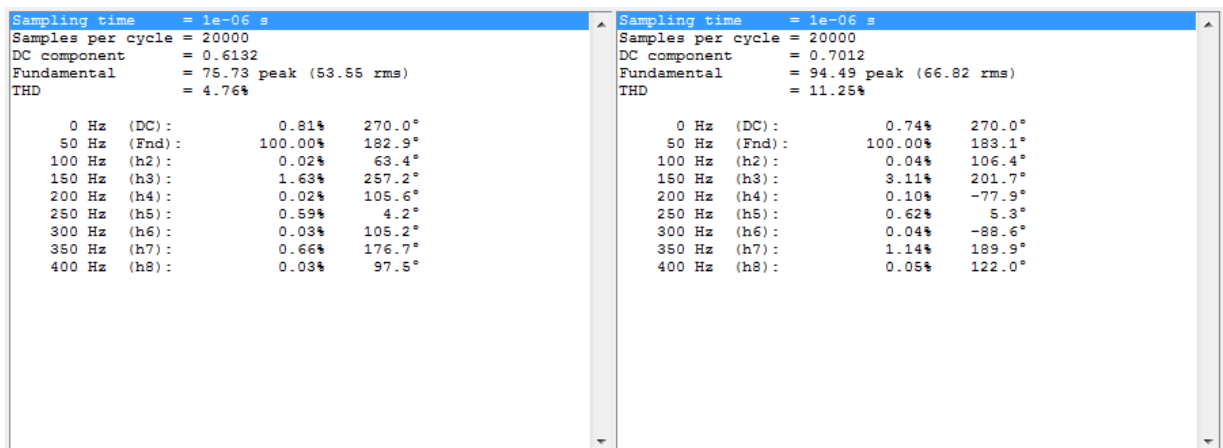 Sampling time = 1e-06 s
Samples per cycle = 20000
DC component = 0.6132
Fundamental = 75.73 peak (53.55 rms)
THD = 4.76%
0 Hz (DC): 0.81% 270.0°
50 Hz (Fnd): 100.00% 182.9°
100 Hz (h2): 0.02% 63.4°
150 Hz (h3): 1.63% 257.2°
200 Hz (h4): 0.02% 105.6°
250 Hz (h5): 0.59% 4.2°
300 Hz (h6): 0.03% 105.2°
350 Hz (h7): 0.66% 176.7°
400 Hz (h8): 0.03% 97.5°
Sampling time = 1e-06 s
Samples per cycle = 20000
DC component = 0.7012
Fundamental = 94.49 peak (66.82 rms)
THD = 11.25%
0 Hz (DC): 0.74% 270.0°
50 Hz (Fnd): 100.00% 183.1°
100 Hz (h2): 0.04% 106.4°
150 Hz (h3): 3.11% 201.7°
200 Hz (h4): 0.10% -77.9°
250 Hz (h5): 0.62% 5.3°
300 Hz (h6): 0.04% -88.6°
350 Hz (h7): 1.14% 189.9°
400 Hz (h8): 0.05% 122.0°